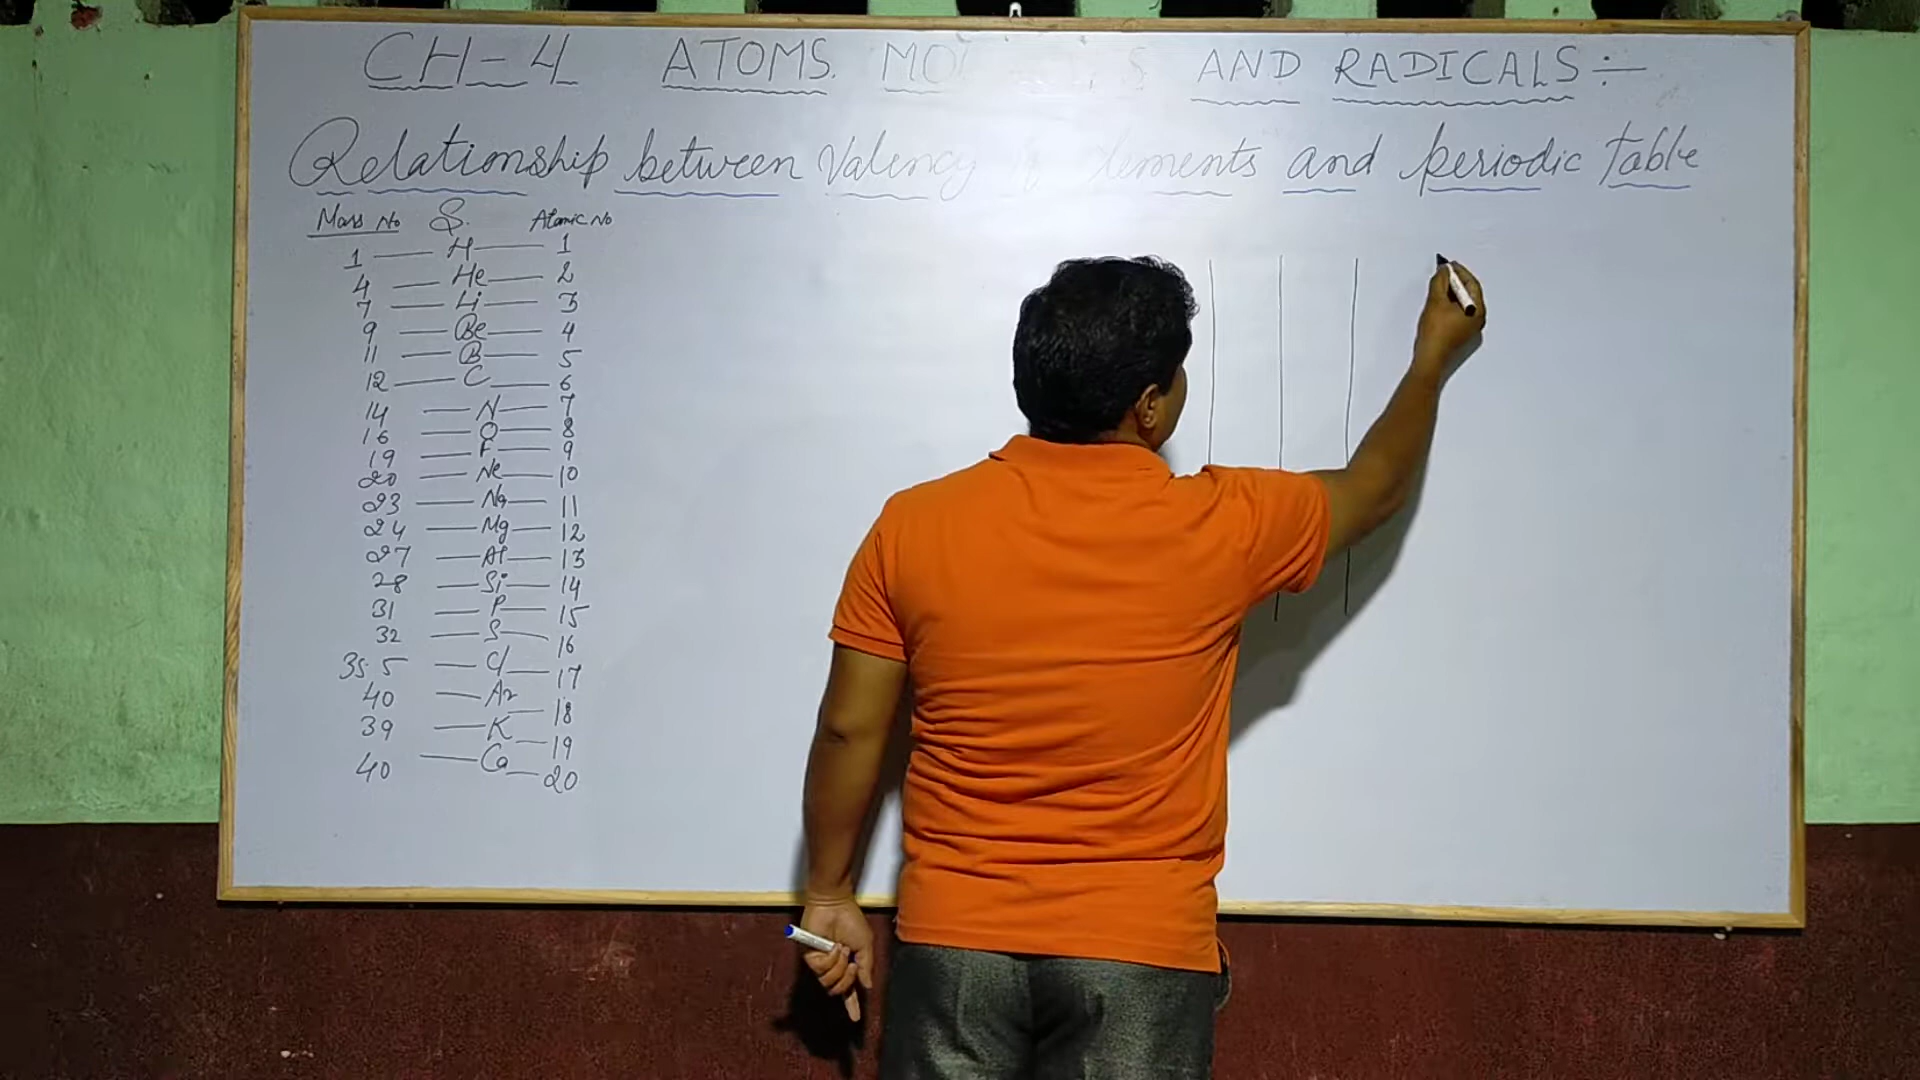 CH-4 ATOMS. MO S AND RADICALS :-
Relationship between Valency elements and periodic table
Mass No S. Atomic No
1 — H — 1
4 — He — 2
7 — Li — 3
9 — Be — 4
11 — B — 5
12 — C — 6
14 — N — 7
16 — O — 8
19 — F — 9
20 — Ne — 10
23 — Na — 11
24 — Mg — 12
27 — Al — 13
28 — Si — 14
31 — P — 15
32 — S — 16
35.5 — Cl — 17
40 — Ar — 18
39 — K — 19
40 — Ca — 20